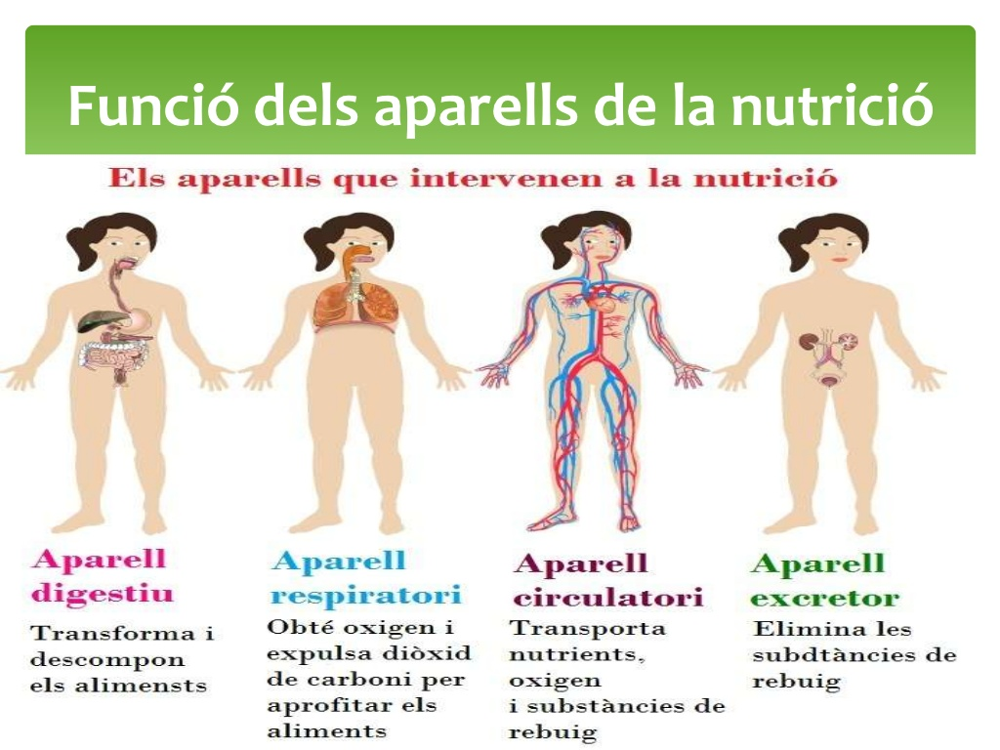 Funció dels aparells de la nutrició
Els aparells que intervenen a la nutrició
Aparell
digestiu
Transforma i
descompon
els alimensts
Aparell
respiratori
Obté oxigen i
expulsa diòxid
de carboni per
aprofitar els
aliments
Aparell
circulatori
Transporta
nutrients,
oxigen
i substàncies de
rebuig
Aparell
excretor
Elimina les
subdtàncies de
rebuig